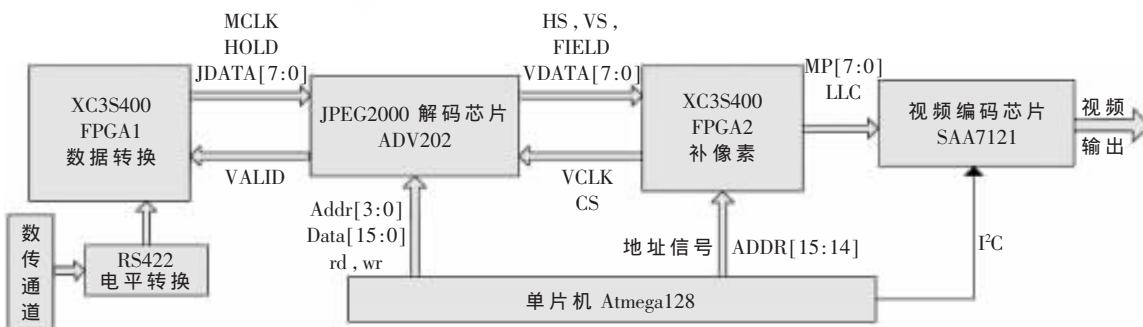 MCLK
HOLD
JDATA[7:0]
HS , VS ,
FIELD
VDATA[7:0]
MP[7:0]
LLC
XC3S400
FPGA1
数据转换
JPEG2000 解码芯片
ADV202
XC3S400
FPGA2
补像素
视频编码芯片
SAA7121
视频
输出
VALID
VCLK
CS
数
传
通
道
RS422
电平转换
Addr[3:0]
Data[15:0]
rd , wr
地址信号
ADDR[15:14]
I²C
单片机 Atmega128